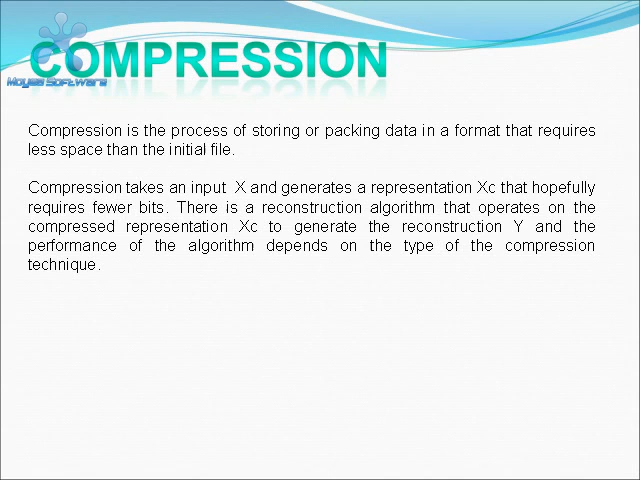 COMPRESSION
Moyea Software
Compression is the process of storing or packing data in a format that requires
less space than the initial file.
Compression takes an input X and generates a representation Xc that hopefully
requires fewer bits. There is a reconstruction algorithm that operates on the
compressed representation Xc to generate the reconstruction Y and the
performance of the algorithm depends on the type of the compression
technique.